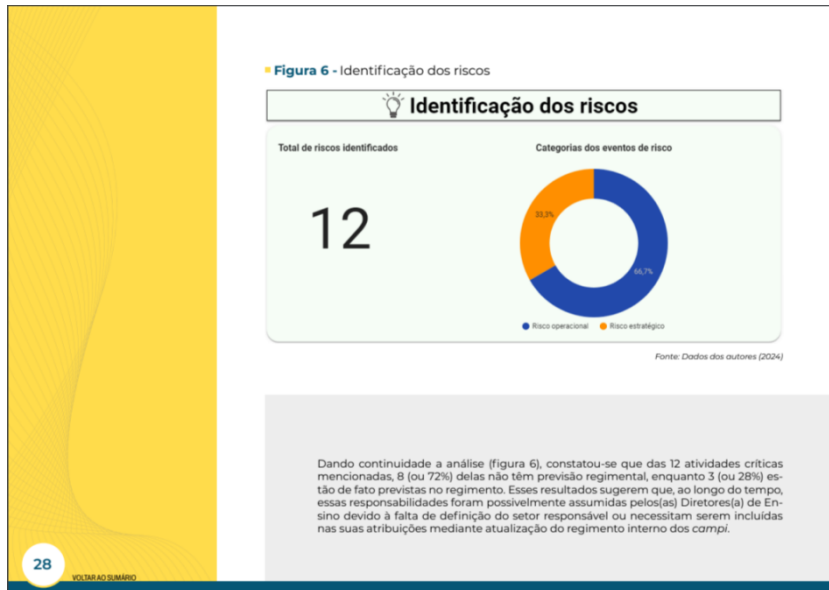 Figura 6 - Identificação dos riscos
Identificação dos riscos
Total de riscos identificados
Categorias dos eventos de risco
12
33,3%
66,7%
Risco operacional
Risco estratégico
Fonte: Dados dos autores (2024)
Dando continuidade a análise (figura 6), constatou-se que das 12 atividades críticas
mencionadas, 8 (ou 72%) delas não têm previsão regimental, enquanto 3 (ou 28%) es-
tão de fato previstas no regimento. Esses resultados sugerem que, ao longo do tempo,
essas responsabilidades foram possivelmente assumidas pelos(as) Diretores(a) de En-
sino devido à falta de definição do setor responsável ou necessitam serem incluídas
nas suas atribuições mediante atualização do regimento interno dos campi.
28
VOLTAR AO SUMÁRIO